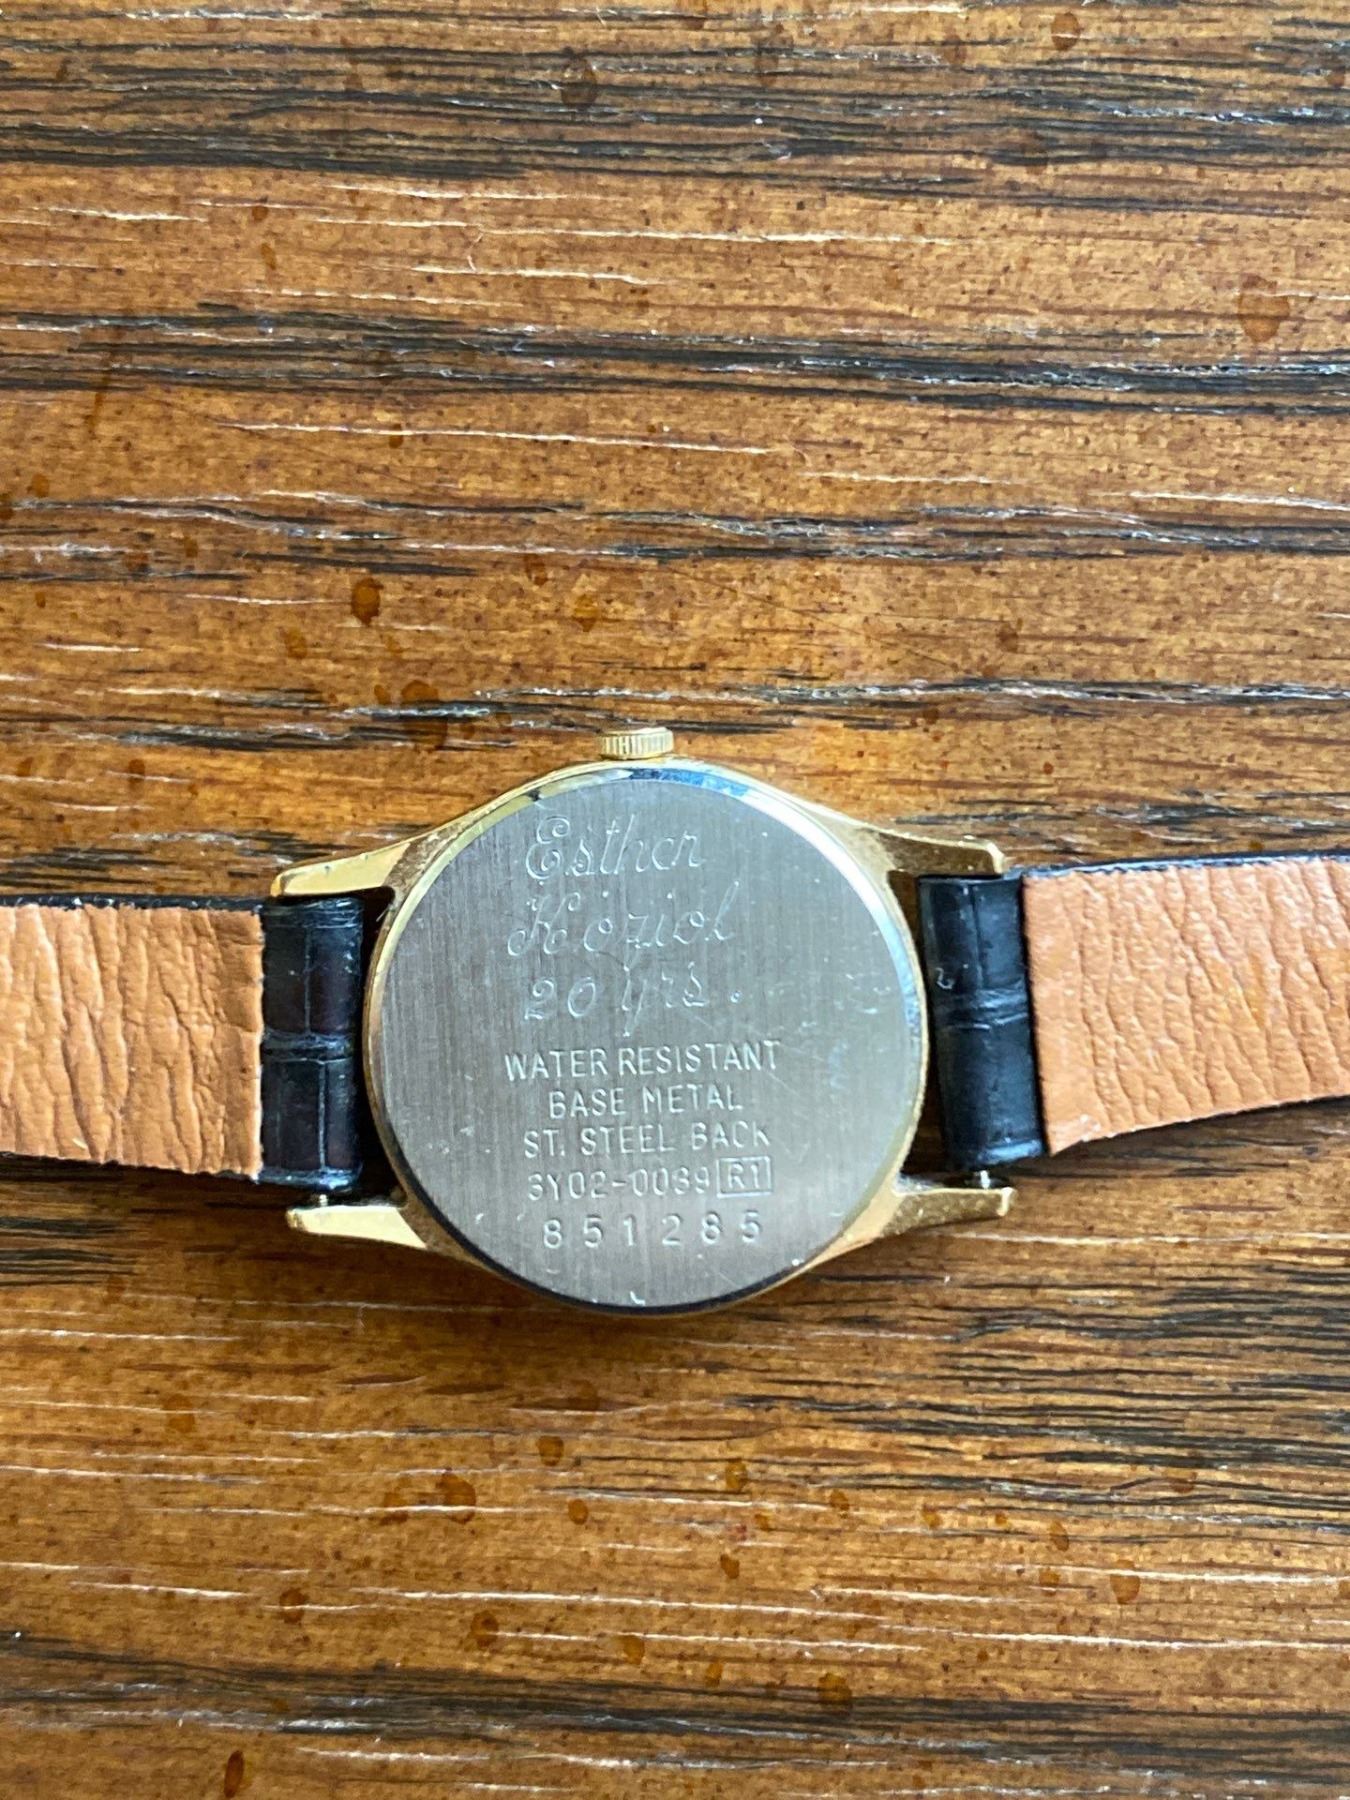 Esther
Koziol
20 yrs.
WATER RESISTANT
BASE METAL
ST. STEEL BACK
3Y02-0039 R1
851285